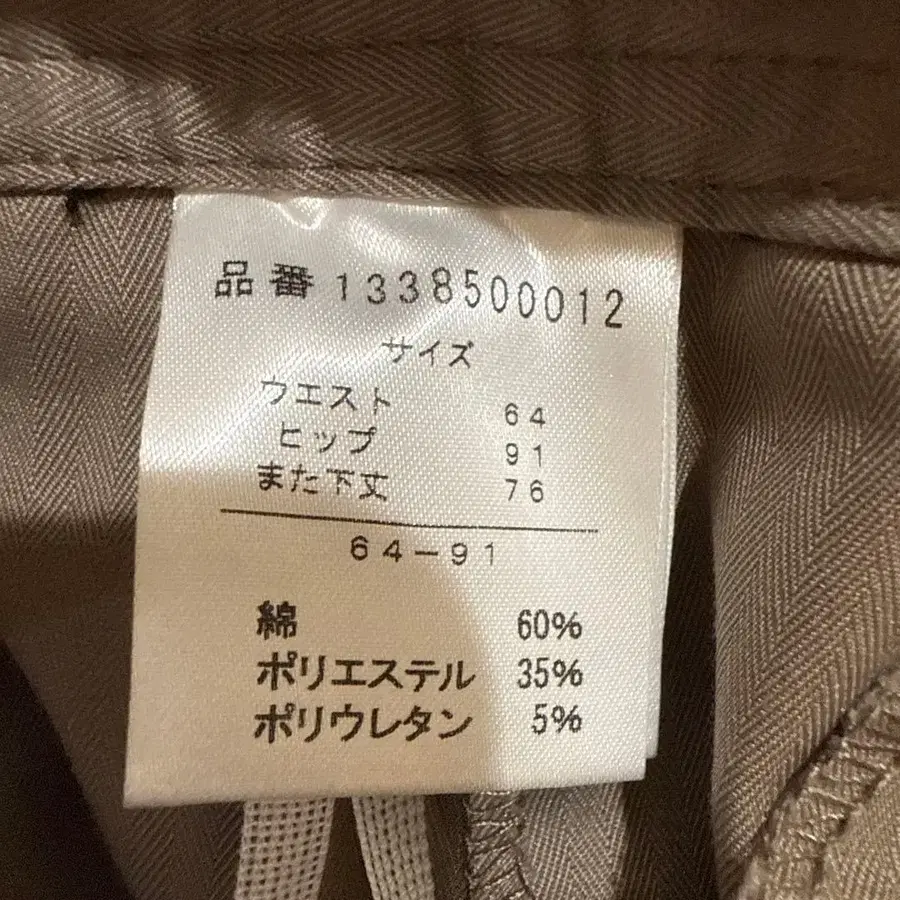 品番 1338500012
サイズ
ウエスト 64
ヒップ 91
また下丈 76
64-91
綿 60%
ポリエステル 35%
ポリウレタン 5%